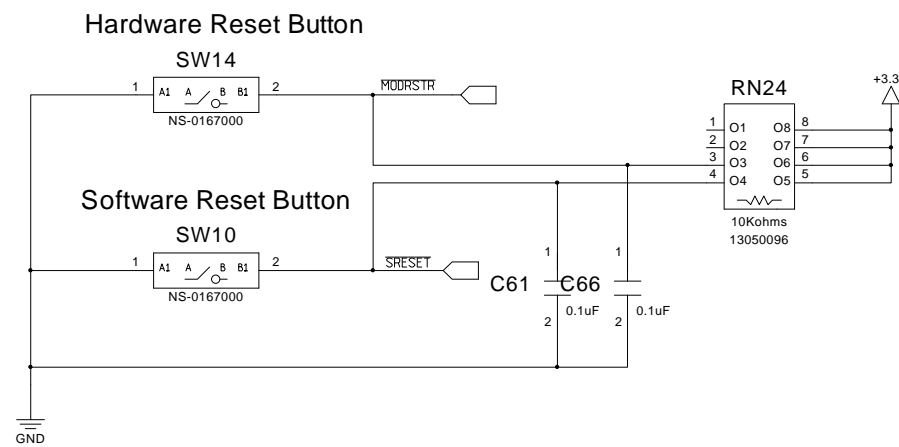 Hardware Reset Button
SW14
1 A1 A B B1 2
NS-0167000
MODRSTR
RN24
+3.3
1 O1 O8 8
2 O2 O7 7
3 O3 O6 6
4 O4 O5 5
10Kohms
13050096
Software Reset Button
SW10
1 A1 A B B1 2
NS-0167000
SRESET
1 1
C61 C66
0.1uF 0.1uF
2 2
GND